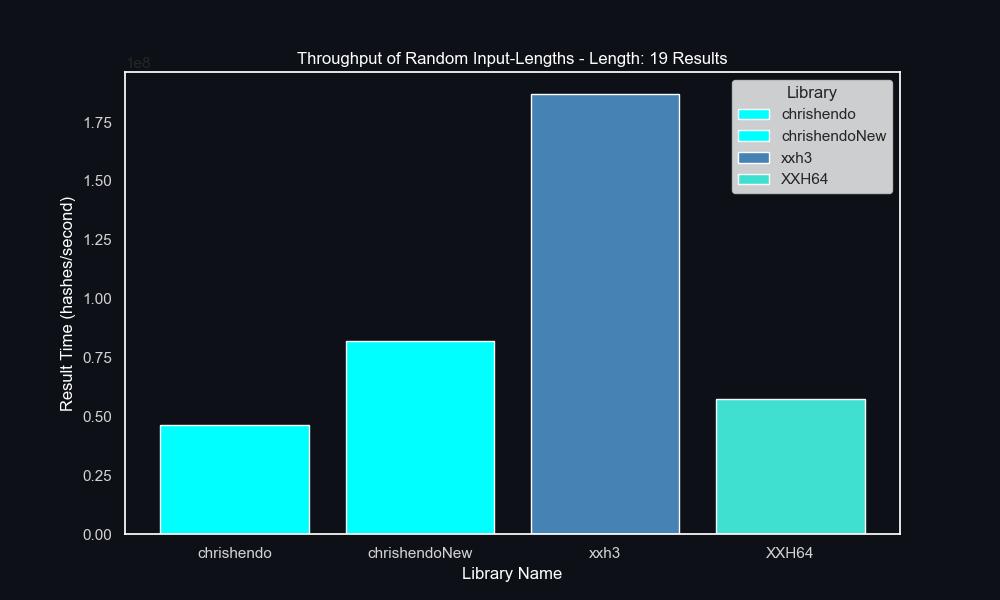 Throughput of Random Input-Lengths - Length: 19 Results
1e8
Library
chrishendo
chrishendoNew
xxh3
XXH64
Result Time (hashes/second)
1.75
1.50
1.25
1.00
0.75
0.50
0.25
0.00
chrishendo
chrishendoNew
xxh3
XXH64
Library Name